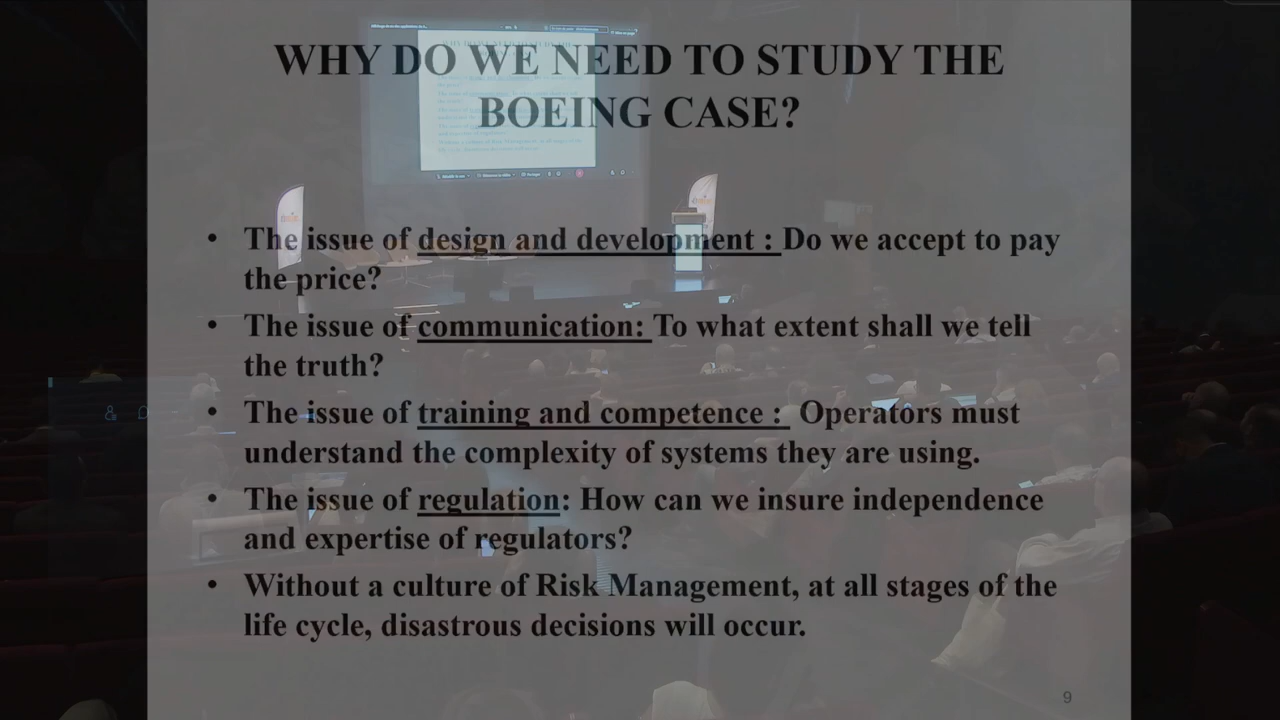 WHY DO WE NEED TO STUDY THE
BOEING CASE?
• The issue of design and development : Do we accept to pay
the price?
• The issue of communication: To what extent shall we tell
the truth?
• The issue of training and competence : Operators must
understand the complexity of systems they are using.
• The issue of regulation: How can we insure independence
and expertise of regulators?
• Without a culture of Risk Management, at all stages of the
life cycle, disastrous decisions will occur.
9